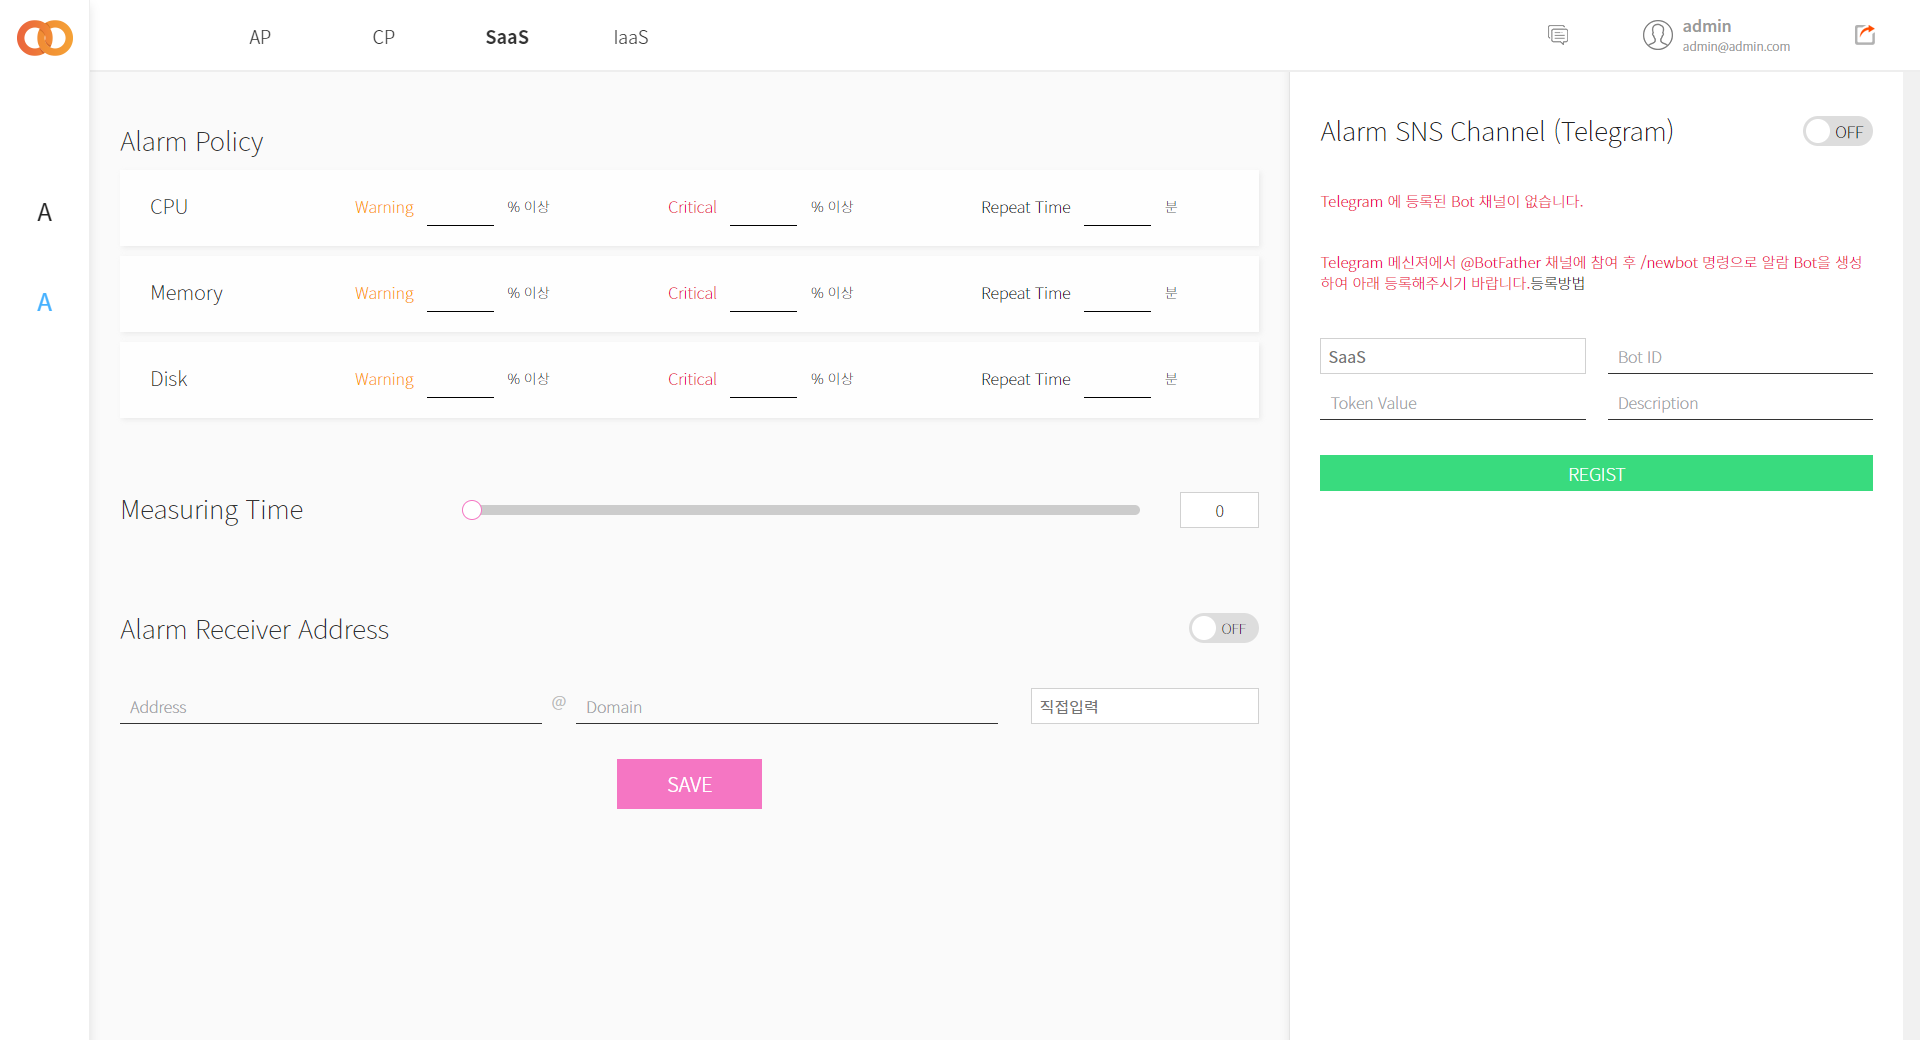 AP CP SaaS IaaS admin
admin@admin.com
A
A
Alarm Policy
CPU Warning % 이상 Critical % 이상 Repeat Time 분
Memory Warning % 이상 Critical % 이상 Repeat Time 분
Disk Warning % 이상 Critical % 이상 Repeat Time 분
Measuring Time 0
Alarm Receiver Address OFF
Address @ Domain 직접입력
SAVE
Alarm SNS Channel (Telegram) OFF
Telegram 에 등록된 Bot 채널이 없습니다.
Telegram 메신져에서 @BotFather 채널에 참여 후 /newbot 명령으로 알람 Bot을 생성
하여 아래 등록해주시기 바랍니다.등록방법
SaaS Bot ID
Token Value Description
REGIST